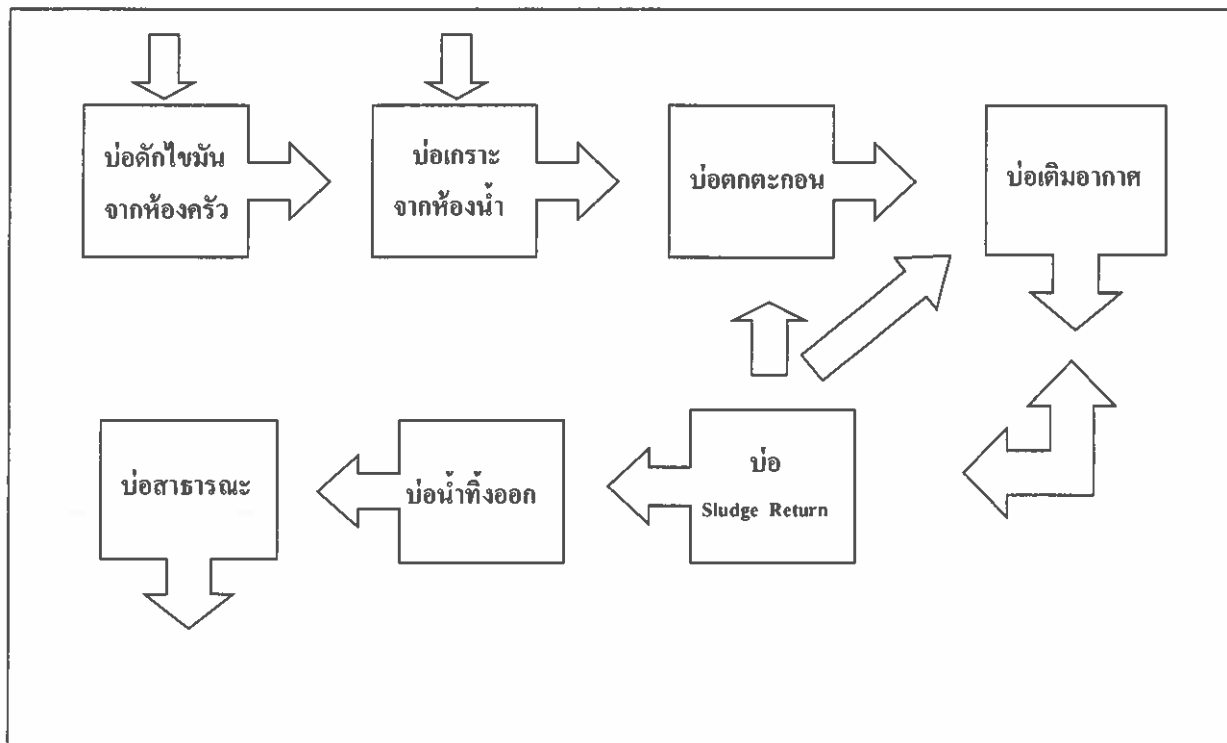 บ่อดักไขมัน
จากห้องครัว
บ่อเกราะ
จากห้องน้ำ
บ่อตกตะกอน
บ่อเติมอากาศ
บ่อสาธารณะ
บ่อน้ำทิ้งออก
บ่อ
Sludge Return